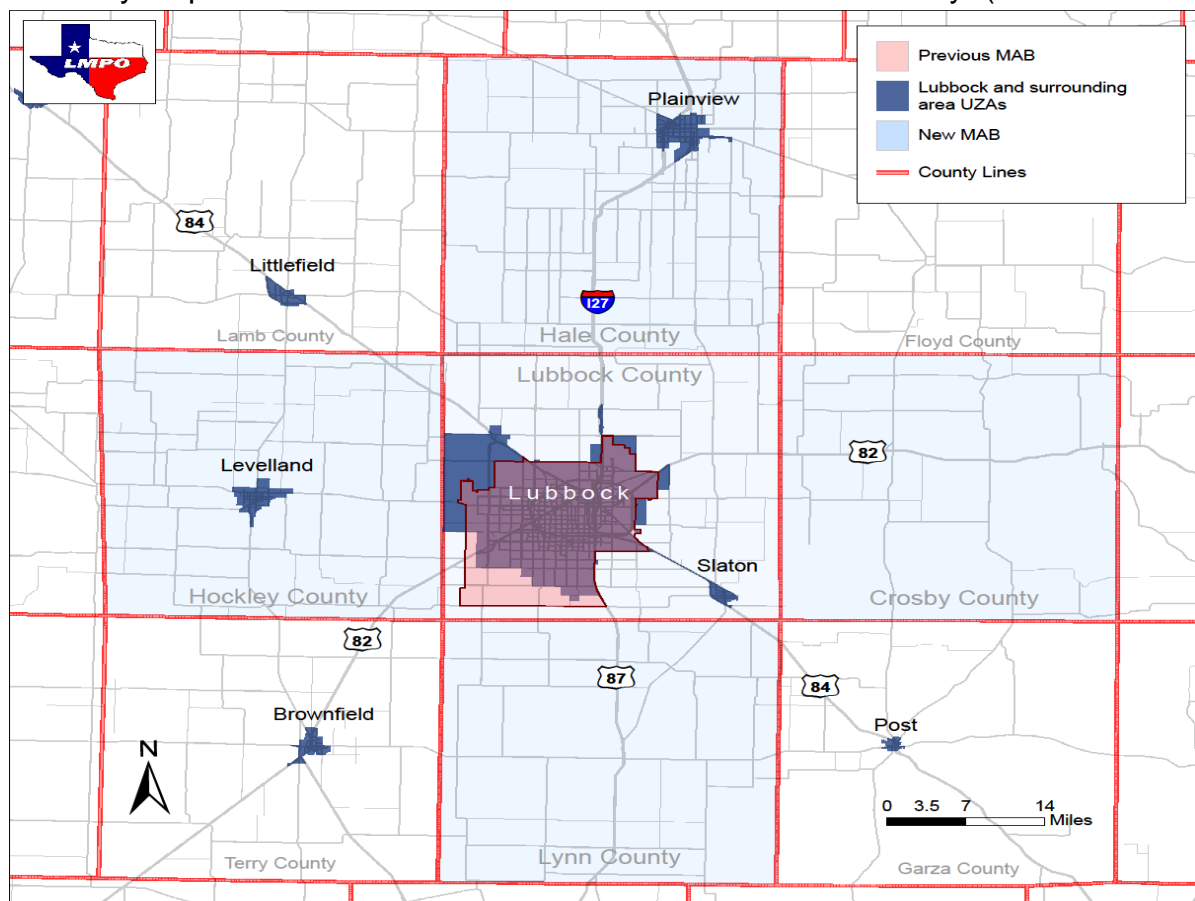 LMPO
Previous MAB
Lubbock and surrounding
area UZAs
New MAB
County Lines
Plainview
84
Littlefield
127
Lamb County
Hale County
Floyd County
Lubbock County
82
Levelland
Lubbock
Slaton
Hockley County
Crosby County
82
87
84
Brownfield
Post
N
0 3.5 7 14
Miles
Terry County
Lynn County
Garza County